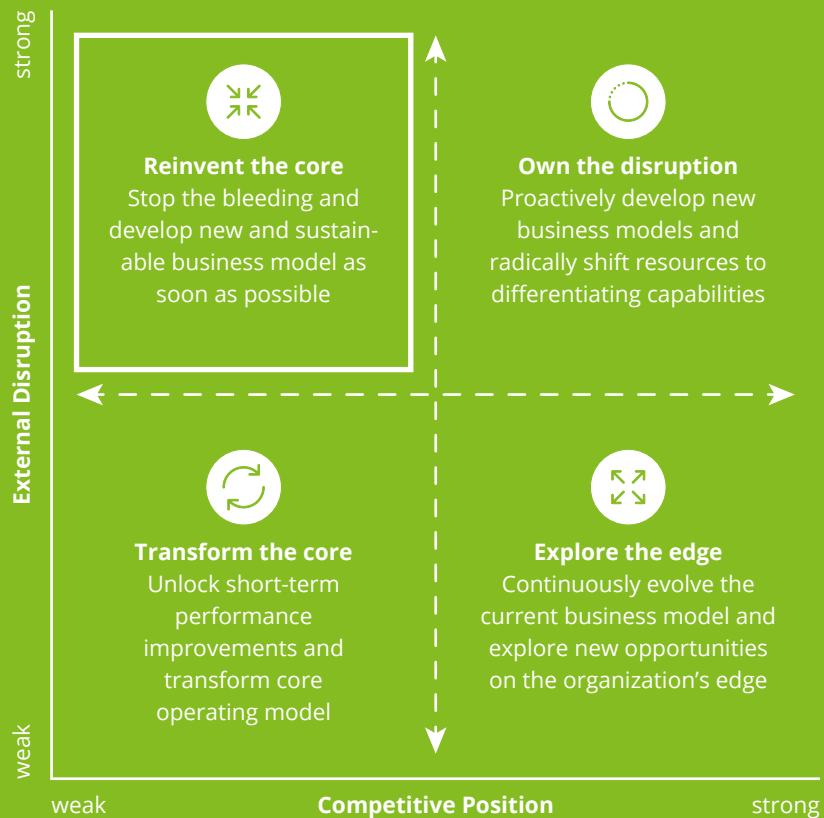 strong
Reinvent the core
Stop the bleeding and
develop new and sustain-
able business model as
soon as possible
Own the disruption
Proactively develop new
business models and
radically shift resources to
differentiating capabilities
External Disruption
Transform the core
Unlock short-term
performance
improvements and
transform core
operating model
Explore the edge
Continuously evolve the
current business model and
explore new opportunities
on the organization’s edge
weak
weak
Competitive Position
strong